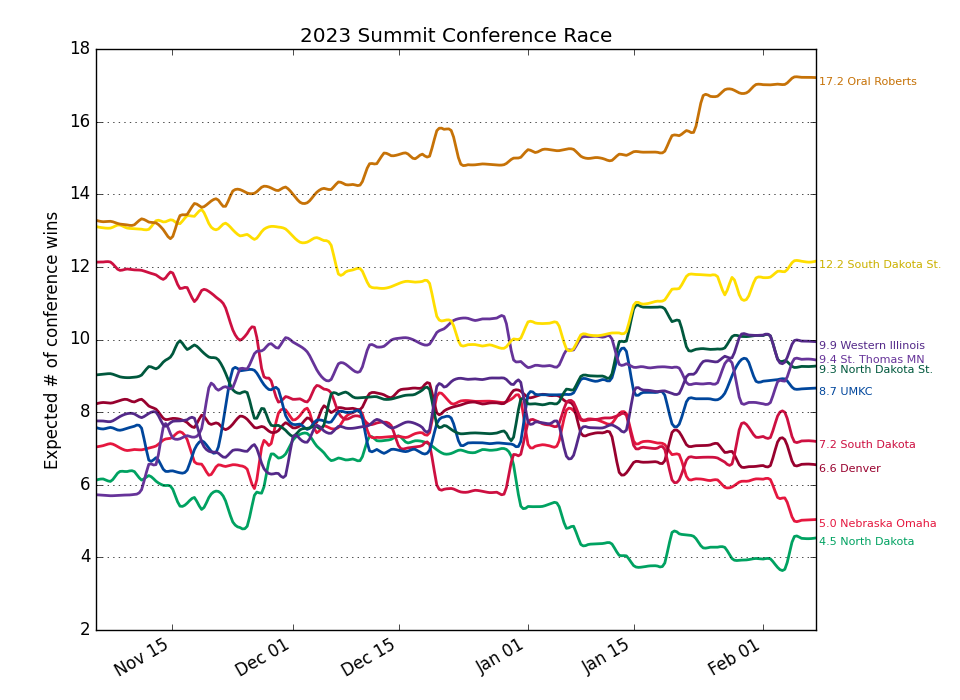 2023 Summit Conference Race
Expected # of conference wins
18
16
14
12
10
8
6
4
2
Nov 15
Dec 01
Dec 15
Jan 01
Jan 15
Feb 01
17.2 Oral Roberts
12.2 South Dakota St.
9.9 Western Illinois
9.4 St. Thomas MN
9.3 North Dakota St.
8.7 UMKC
7.2 South Dakota
6.6 Denver
5.0 Nebraska Omaha
4.5 North Dakota